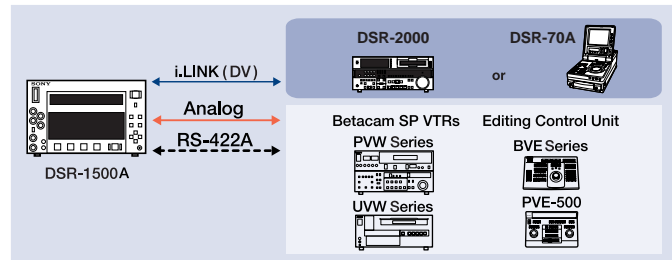 DSR-2000
DSR-70A
i.LINK (DV)
or
SONY
Analog
Betacam SP VTRs
Editing Control Unit
RS-422A
PVW Series
BVE Series
DSR-1500A
UVW Series
PVE-500